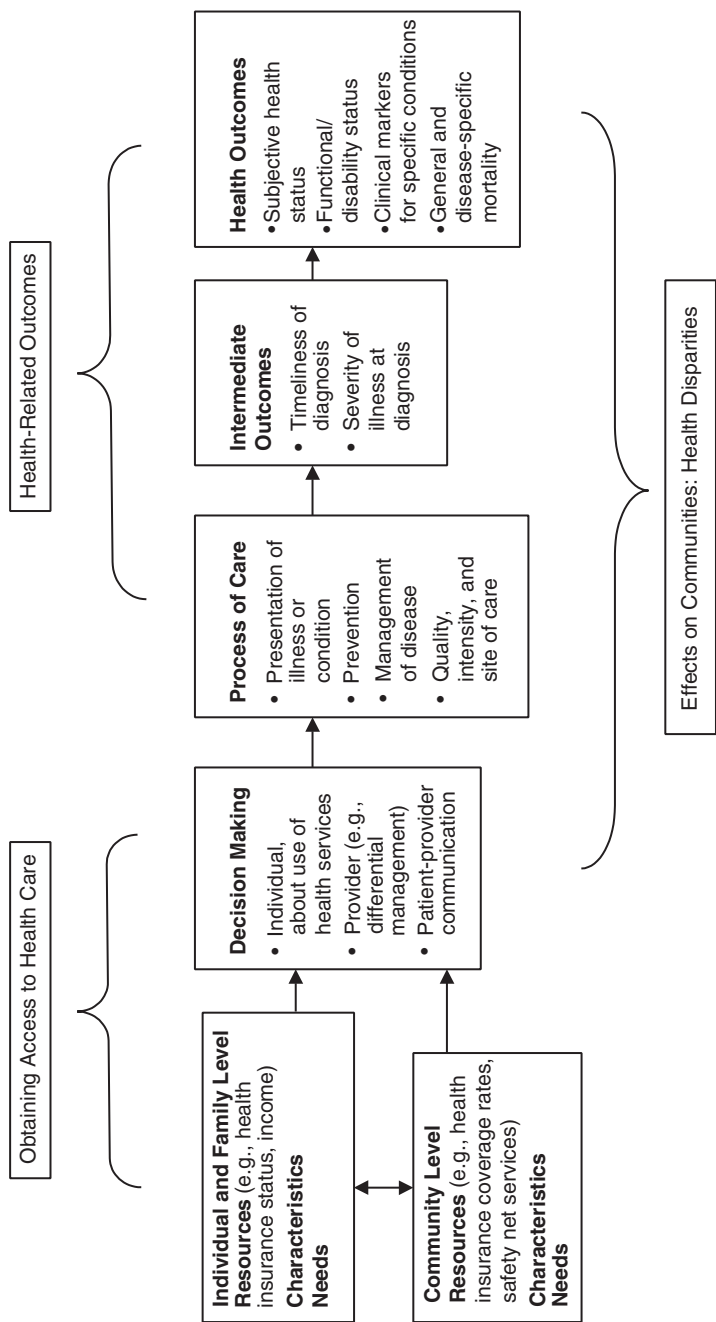 Obtaining Access to Health Care
Health-Related Outcomes
Individual and Family Level
Resources (e.g., health
insurance status, income)
Characteristics
Needs
Community Level
Resources (e.g., health
insurance coverage rates,
safety net services)
Characteristics
Needs
Decision Making
• Individual,
about use of
health services
• Provider (e.g.,
differential
management)
• Patient-provider
communication
Process of Care
• Presentation of
illness or
condition
• Prevention
• Management
of disease
• Quality,
intensity, and
site of care
Intermediate
Outcomes
• Timeliness of
diagnosis
• Severity of
illness at
diagnosis
Health Outcomes
• Subjective health
status
• Functional/
disability status
• Clinical markers
for specific conditions
• General and
disease-specific
mortality
Effects on Communities: Health Disparities